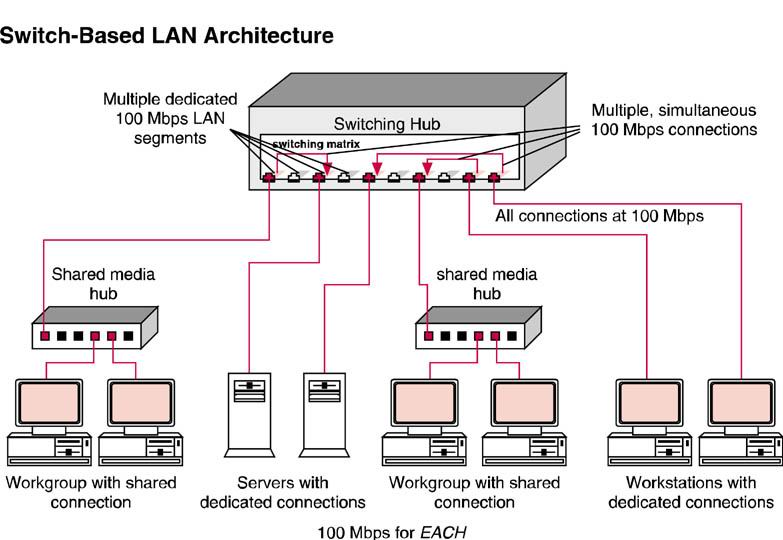 Switch-Based LAN Architecture
Multiple dedicated
100 Mbps LAN
segments
Switching Hub
switching matrix
Multiple, simultaneous
100 Mbps connections
All connections at 100 Mbps
Shared media
hub
shared media
hub
Workgroup with shared
connection
Servers with
dedicated connections
Workgroup with shared
connection
Workstations with
dedicated connections
100 Mbps for EACH